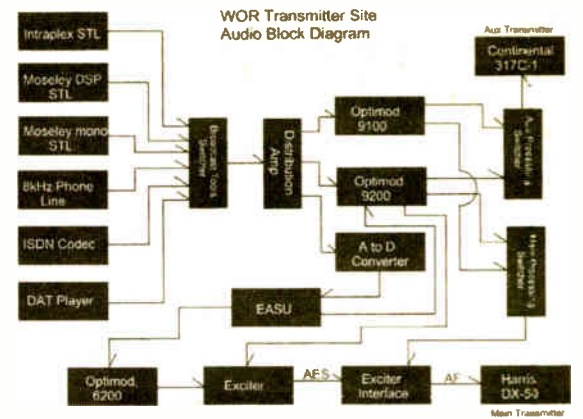 WOR Transmitter Site
Audio Block Diagram
Aux Transmitter
Intraplex STL
Continental
317C-1
Moseley DSP
STL
Optimod
9100
Moseley mono
STL
Broadcast Tools
Switcher
Distribution
Amp
Aux Processing
Switcher
8kHz Phone
Line
Optimod
9200
ISDN Codec
A to D
Converter
Main Processing
Switcher
DAT Player
EASU
Optimod
6200
Exciter
AES
Exciter
Interface
AF
Harris
DX-50
Main Transmitter